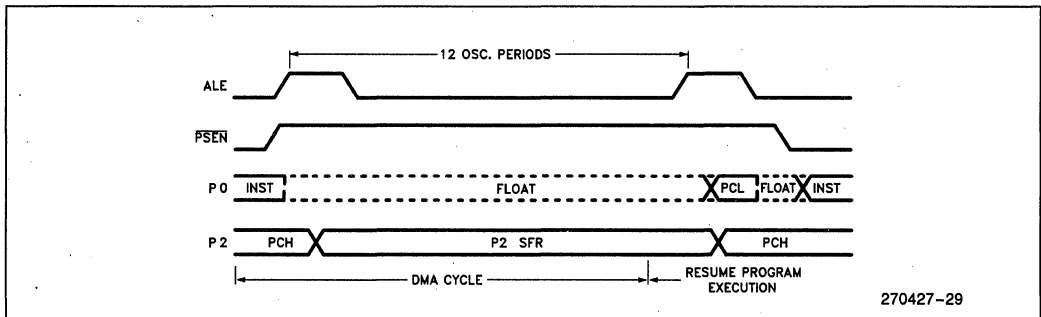 12 OSC. PERIODS
ALE
PSEN
P0 INST FLOAT PCL FLOAT INST
P2 PCH P2 SFR PCH
DMA CYCLE RESUME PROGRAM
EXECUTION
270427-29